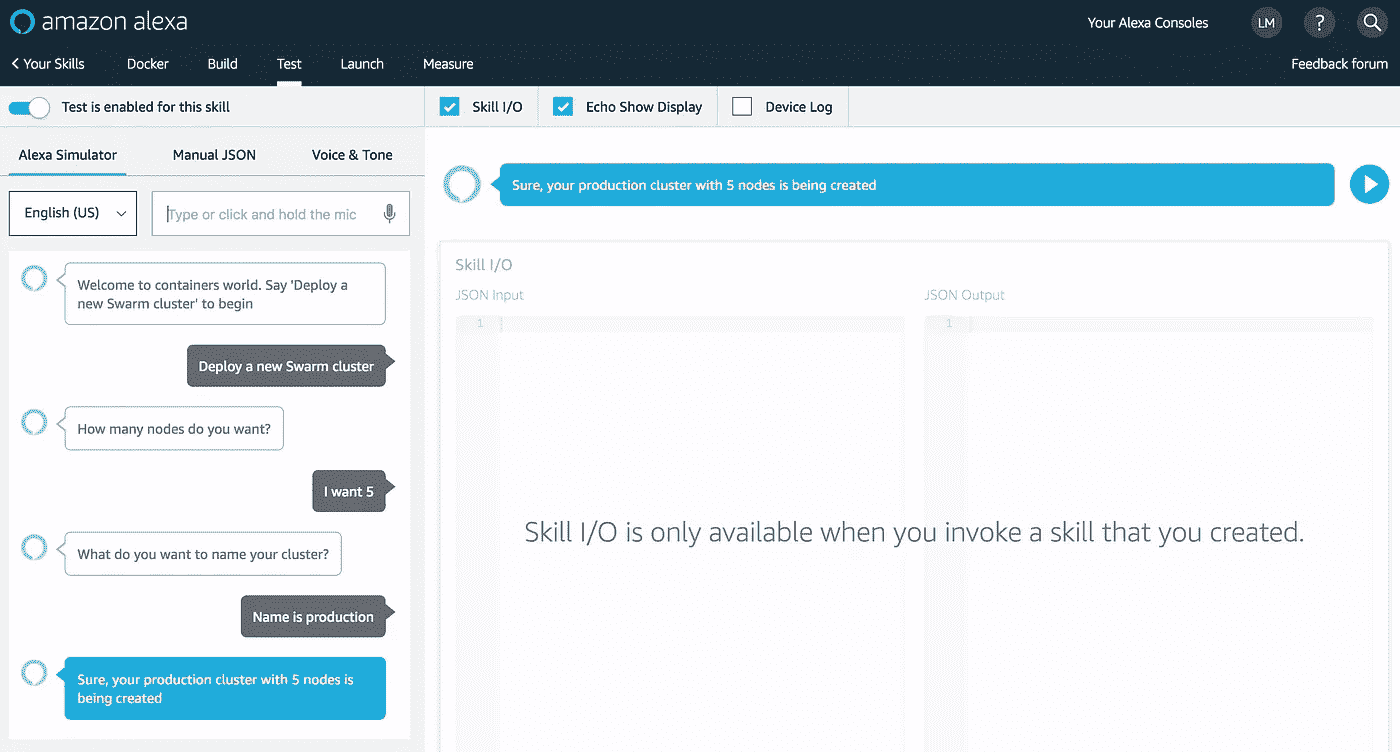 amazon alexa
Your Alexa Consoles
LM
?
Your Skills
Docker
Build
Test
Launch
Measure
Feedback forum
Test is enabled for this skill
Skill I/O
Echo Show Display
Device Log
Alexa Simulator
Manual JSON
Voice & Tone
English (US)
Type or click and hold the mic
Welcome to containers world. Say 'Deploy a
new Swarm cluster' to begin
Deploy a new Swarm cluster
How many nodes do you want?
I want 5
What do you want to name your cluster?
Name is production
Sure, your production cluster with 5 nodes is
being created
Sure, your production cluster with 5 nodes is being created
Skill I/O
JSON Input
JSON Output
1
1
Skill I/O is only available when you invoke a skill that you created.